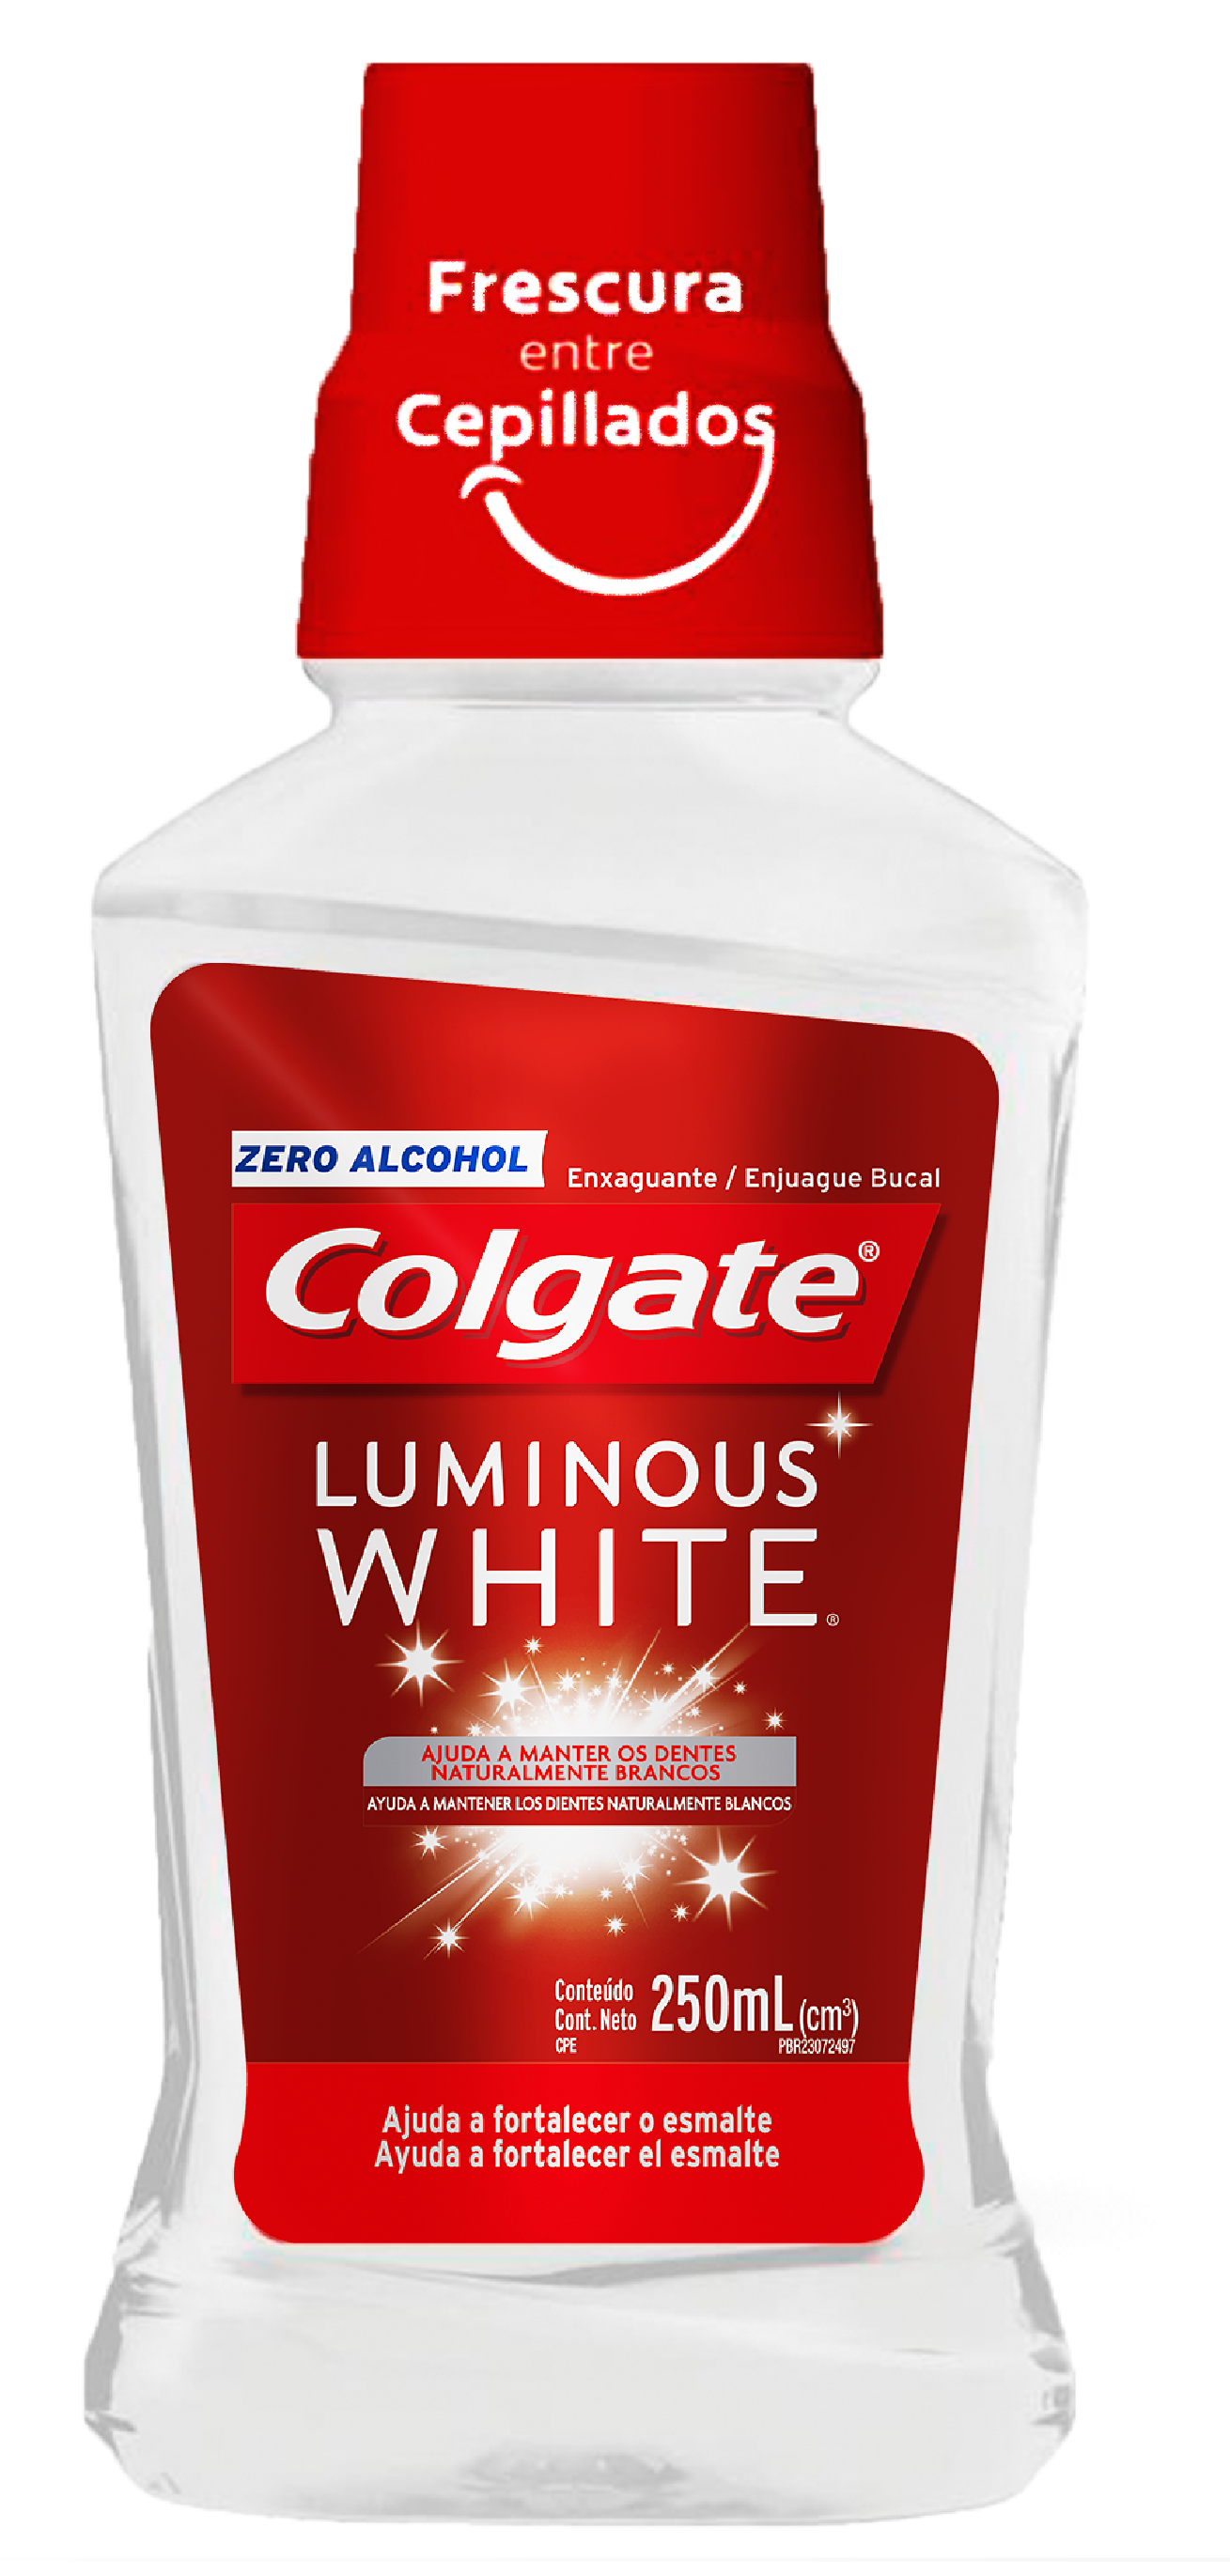 Frescura
entre
Cepillados
ZERO ALCOHOL
Enxaguante / Enjuague Bucal
Colgate®
LUMINOUS
WHITE®
AJUDA A MANTER OS DENTES
NATURALMENTE BRANCOS
AYUDA A MANTENER LOS DIENTES NATURALMENTE BLANCOS
Conteúdo
Cont. Neto 250mL (cm³)
CPE PBR23072497
Ajuda a fortalecer o esmalte
Ayuda a fortalecer el esmalte